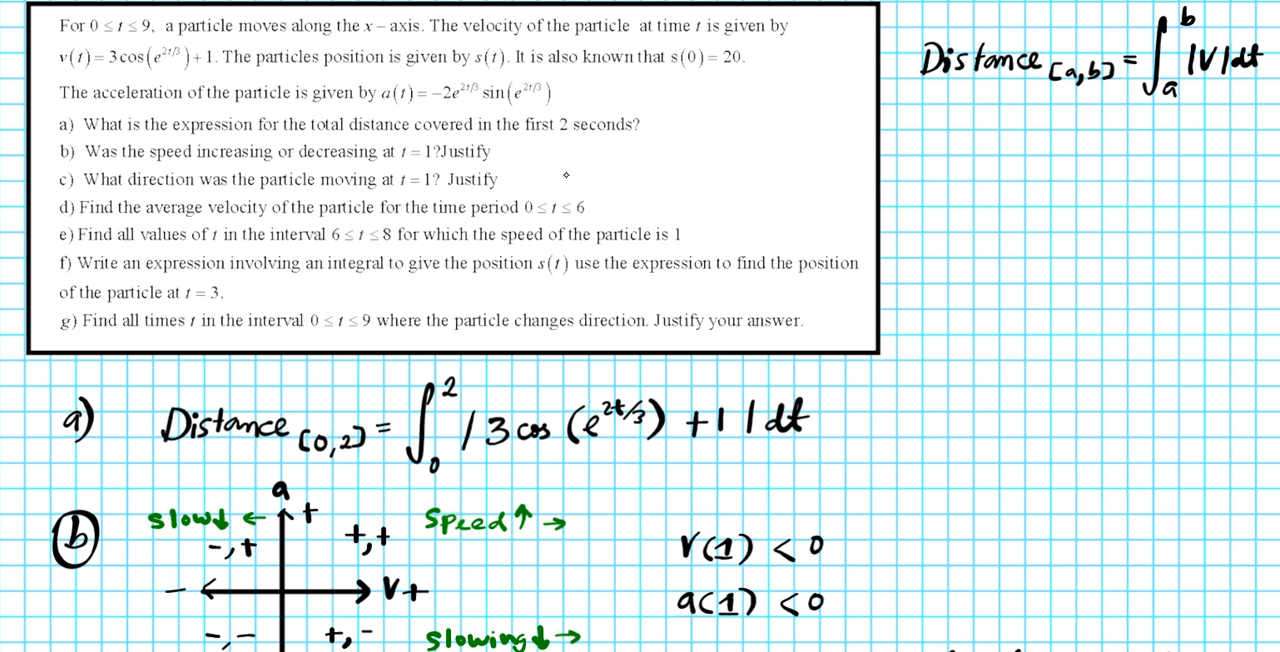 For 0 ≤ t ≤ 9, a particle moves along the x – axis. The velocity of the particle at time t is given by
v(t) = 3cos(e^{2t/3}) + 1. The particles position is given by s(t). It is also known that s(0) = 20.
The acceleration of the particle is given by a(t) = −2e^{2t/3} sin(e^{2t/3})
a) What is the expression for the total distance covered in the first 2 seconds?
b) Was the speed increasing or decreasing at t = 1?Justify
c) What direction was the particle moving at t = 1? Justify
d) Find the average velocity of the particle for the time period 0 ≤ t ≤ 6
e) Find all values of t in the interval 6 ≤ t ≤ 8 for which the speed of the particle is 1
f) Write an expression involving an integral to give the position s(t) use the expression to find the position
of the particle at t = 3.
g) Find all times t in the interval 0 ≤ t ≤ 9 where the particle changes direction. Justify your answer.
Distance [a,b] = ∫_a^b |V|dt
a) Distance [0,2] = ∫_0^2 |3 cos (e^{2t/3}) + 1| dt
b
a
slow↓ ← + Speed↑ →
-,+ +,+
- V+
-,- +,- slowing↓ →
V(1) < 0
a(1) < 0